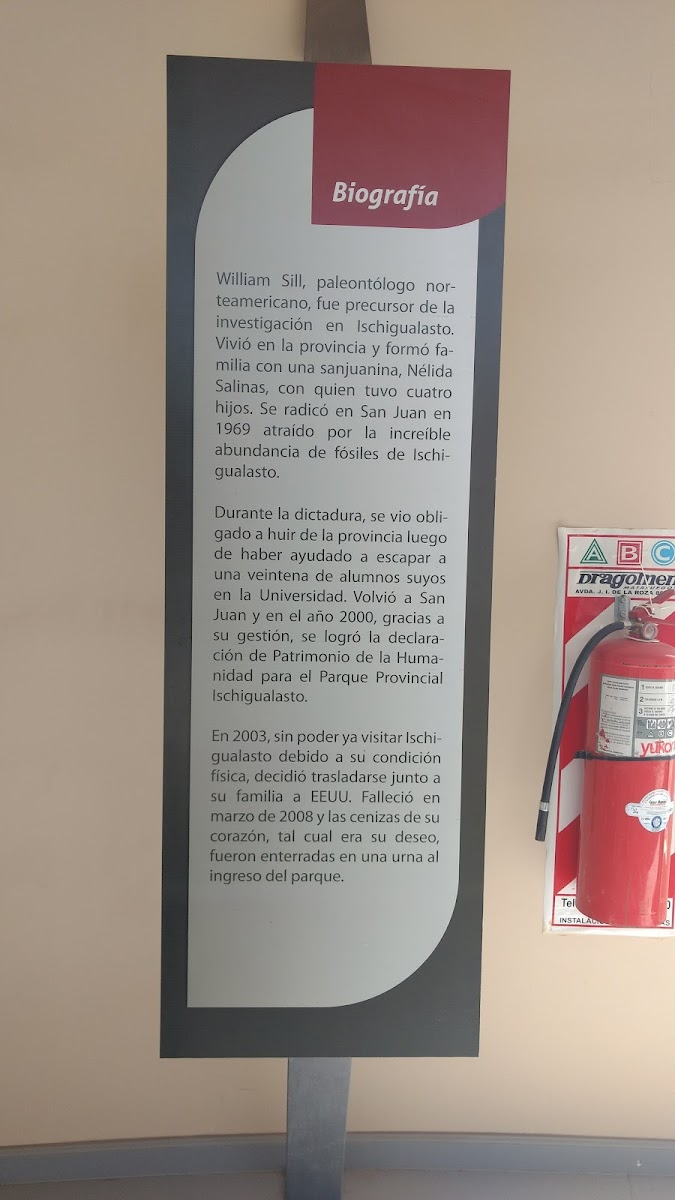 Biografía
William Sill, paleontólogo nor-
teamericano, fue precursor de la
investigación en Ischigualasto.
Vivió en la provincia y formó fa-
milia con una sanjuanina, Nélida
Salinas, con quien tuvo cuatro
hijos. Se radicó en San Juan en
1969 atraído por la increíble
abundancia de fósiles de Ischi-
gualasto.
Durante la dictadura, se vio obli-
gado a huir de la provincia luego
de haber ayudado a escapar a
una veintena de alumnos suyos
en la Universidad. Volvió a San
Juan y en el año 2000, gracias a
su gestión, se logró la declara-
ción de Patrimonio de la Huma-
nidad para el Parque Provincial
Ischigualasto.
En 2003, sin poder ya visitar Ischi-
gualasto debido a su condición
física, decidió trasladarse junto a
su familia a EEUU. Falleció en
marzo de 2008 y las cenizas de su
corazón, tal cual era su deseo,
fueron enterradas en una urna al
ingreso del parque.
A B C
AVDA. J. I. DE LA ROZA
1
2
3